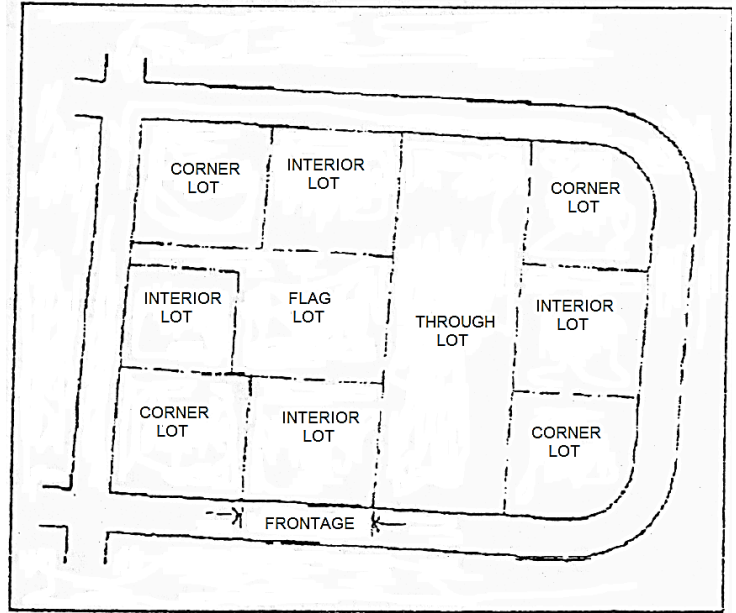 CORNER
LOT
INTERIOR
LOT
CORNER
LOT
INTERIOR
LOT
FLAG
LOT
THROUGH
LOT
INTERIOR
LOT
CORNER
LOT
INTERIOR
LOT
CORNER
LOT
FRONTAGE